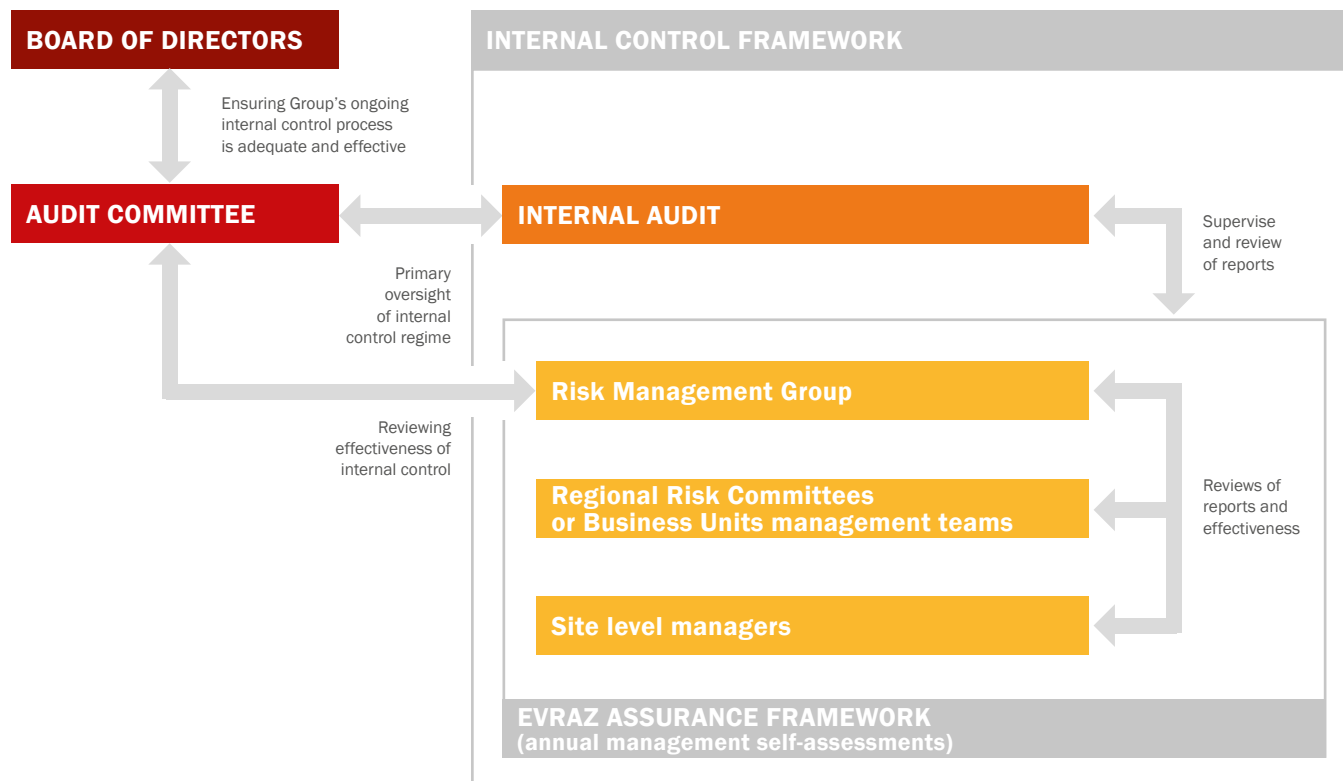 BOARD OF DIRECTORS
INTERNAL CONTROL FRAMEWORK
Ensuring Group’s ongoing
internal control process
is adequate and effective
AUDIT COMMITTEE
INTERNAL AUDIT
Supervise
and review
of reports
Primary
oversight
of internal
control regime
Risk Management Group
Reviewing
effectiveness of
internal control
Regional Risk Committees
or Business Units management teams
Reviews of
reports and
effectiveness
Site level managers
EVRAZ ASSURANCE FRAMEWORK
(annual management self-assessments)